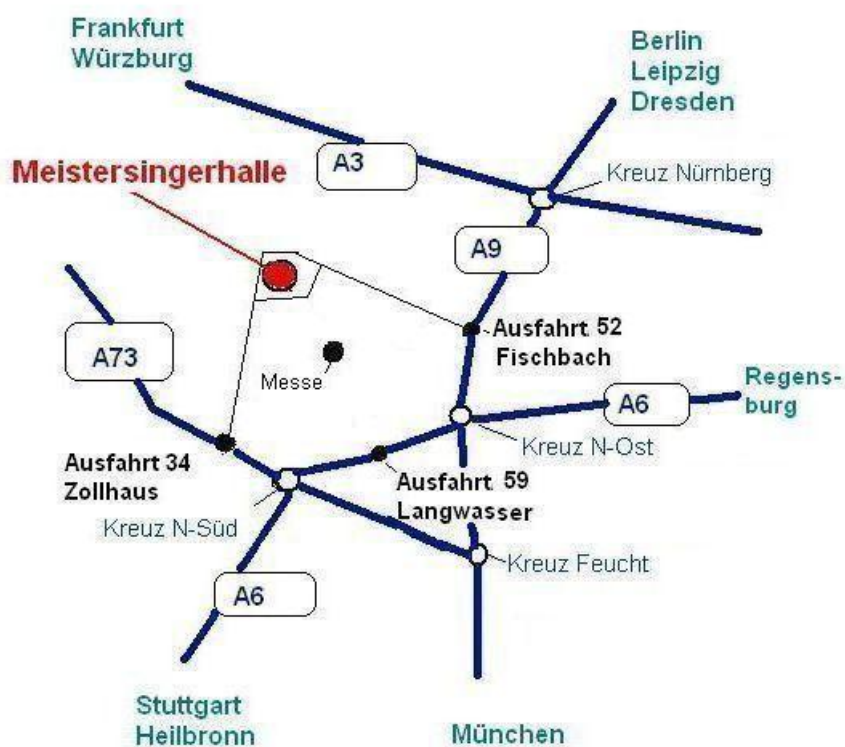 Frankfurt
Würzburg
Berlin
Leipzig
Dresden
A3
Meistersingerhalle
Kreuz Nürnberg
A9
Ausfahrt 52
Fischbach
A73
Messe
Regens-
burg
A6
Kreuz N-Ost
Ausfahrt 34
Zollhaus
Ausfahrt 59
Langwasser
Kreuz N-Süd
Kreuz Feucht
A6
Stuttgart
Heilbronn
München